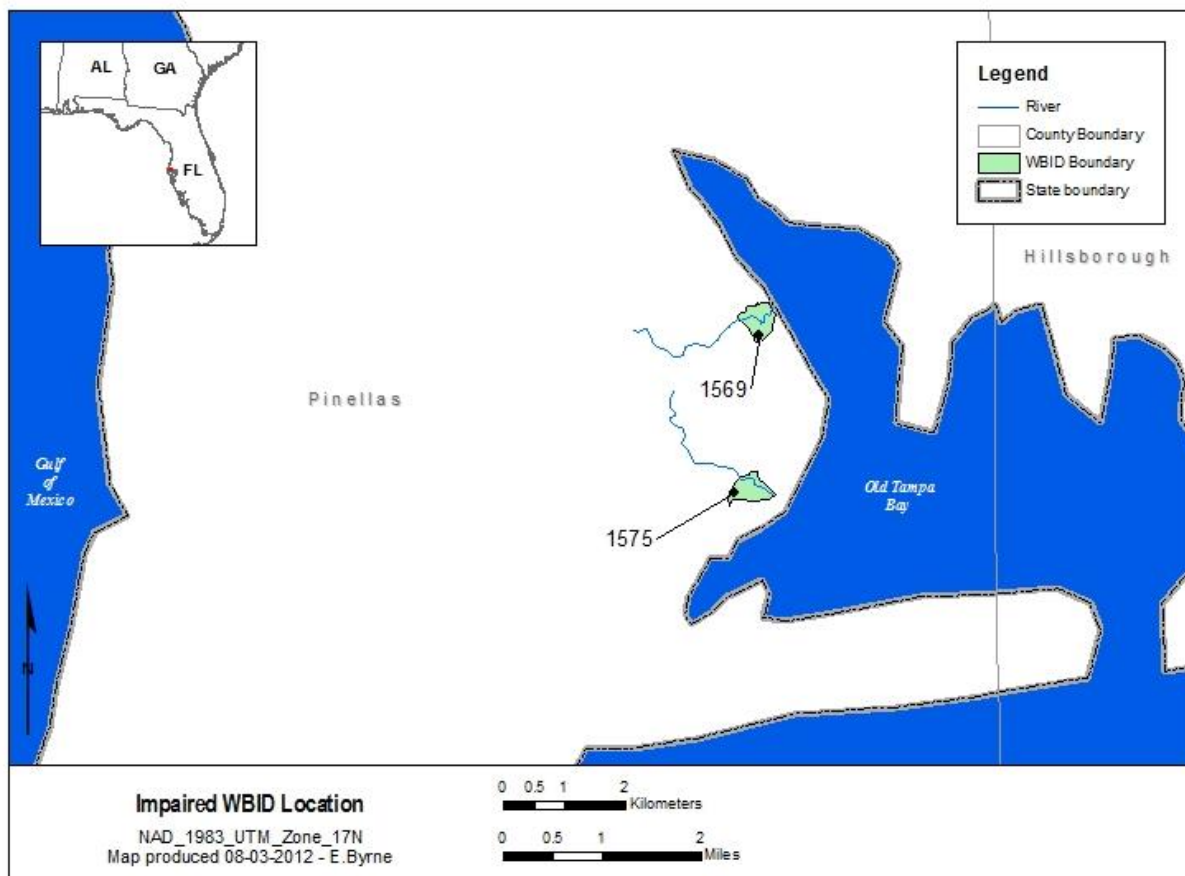 AL
GA
FL
Legend
River
County Boundary
WBID Boundary
State boundary
Hillsborough
1569
Pinellas
Gulf
of
Mexico
Old Tampa
Bay
1575
N
Impaired WBID Location
NAD_1983_UTM_Zone_17N
Map produced 08-03-2012 - E.Byrne
0 0.5 1 2
Kilometers
0 0.5 1 2
Miles